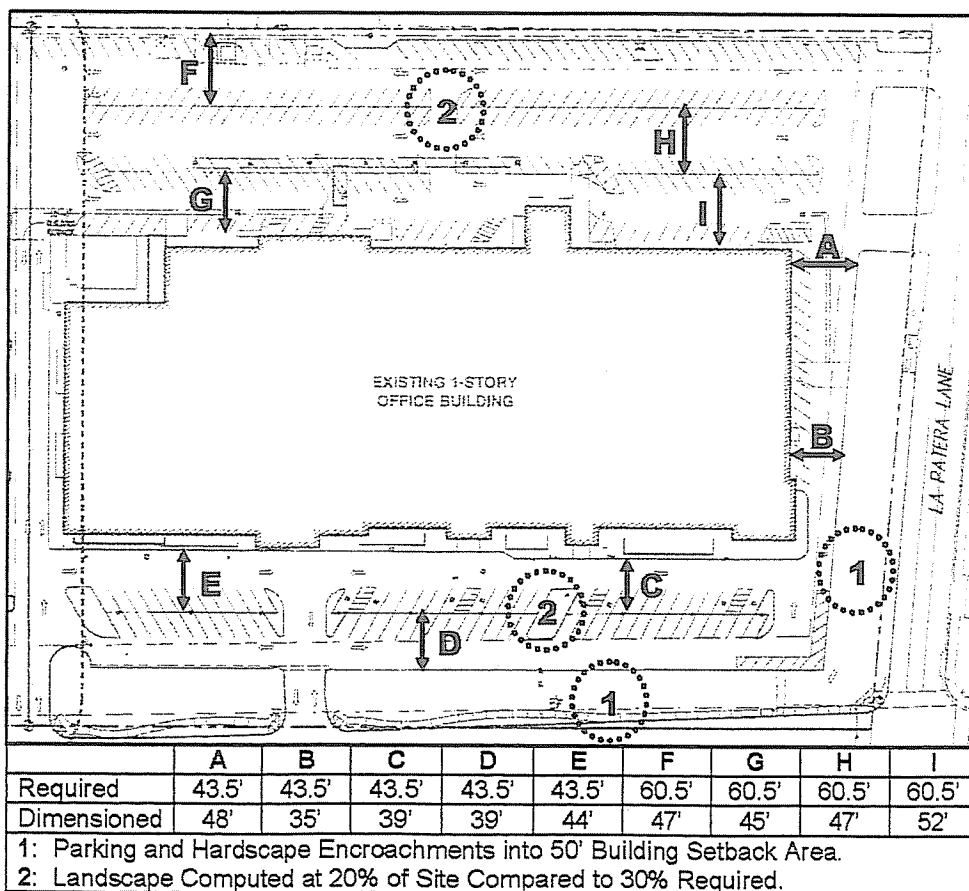 F
2
H
G
I
A
EXISTING 1-STORY
OFFICE BUILDING
B
LA PATERA LANE
1
E
C
2
D
1
A B C D E F G H I
Required 43.5' 43.5' 43.5' 43.5' 43.5' 60.5' 60.5' 60.5' 60.5'
Dimensioned 48' 35' 39' 39' 44' 47' 45' 47' 52'
1: Parking and Hardscape Encroachments into 50' Building Setback Area.
2: Landscape Computed at 20% of Site Compared to 30% Required.